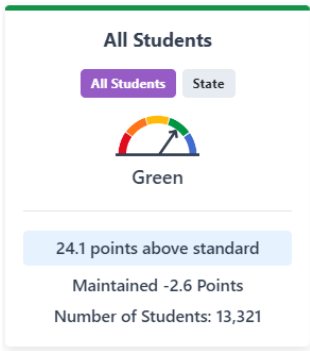 All Students
All Students State
Green
24.1 points above standard
Maintained -2.6 Points
Number of Students: 13,321